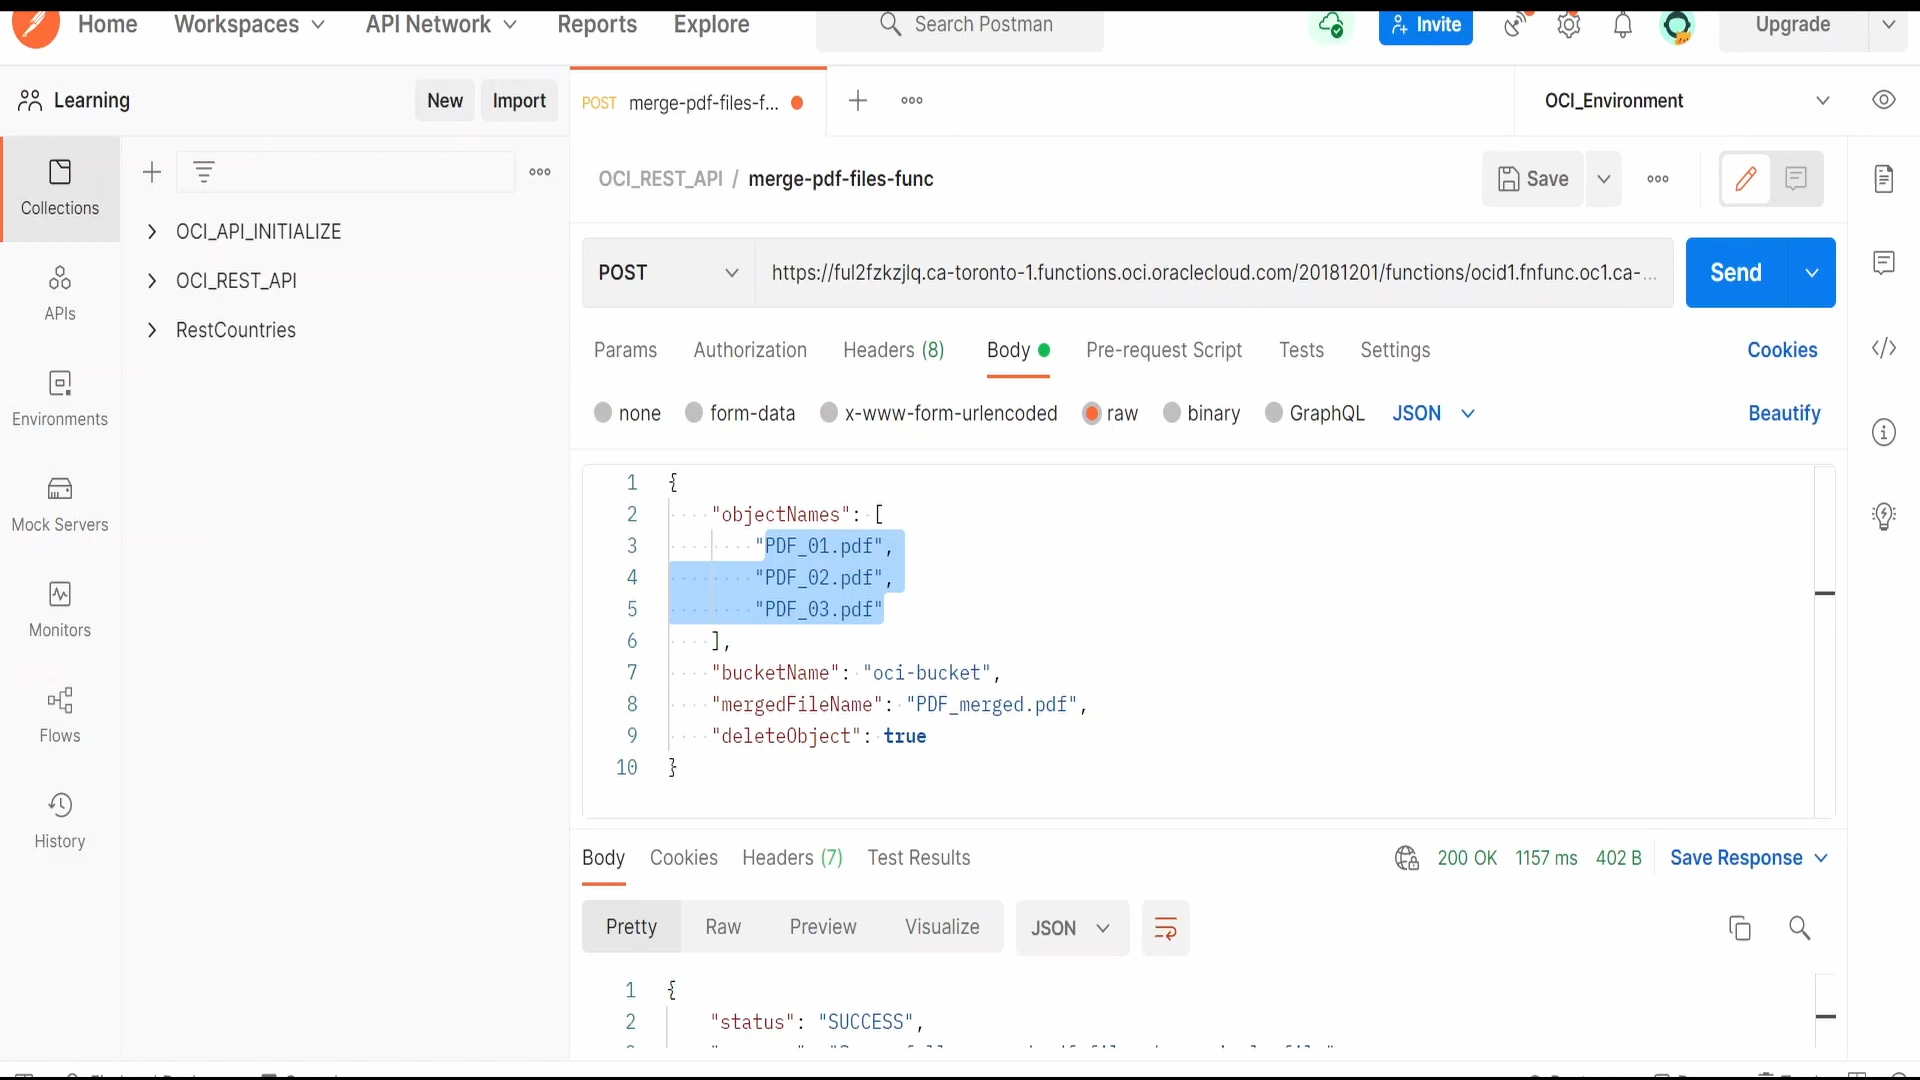 Home Workspaces API Network Reports Explore Search Postman Invite Upgrade
Learning New Import POST merge-pdf-files-f... OCI_Environment
OCI_REST_API / merge-pdf-files-func Save
Collections
OCI_API_INITIALIZE
OCI_REST_API
RestCountries
APIs
Environments
Mock Servers
Monitors
Flows
History
POST https://ful2fzkzjlq.ca-toronto-1.functions.oci.oraclecloud.com/20181201/functions/ocid1.fnfunc.oc1.ca-... Send
Params Authorization Headers (8) Body Pre-request Script Tests Settings Cookies
none form-data x-www-form-urlencoded raw binary GraphQL JSON Beautify
1 {
2 "objectNames": [
3 "PDF_01.pdf",
4 "PDF_02.pdf",
5 "PDF_03.pdf"
6 ],
7 "bucketName": "oci-bucket",
8 "mergedFileName": "PDF_merged.pdf",
9 "deleteObject": true
10 }
Body Cookies Headers (7) Test Results 200 OK 1157 ms 402 B Save Response
Pretty Raw Preview Visualize JSON
1 {
2 "status": "SUCCESS",